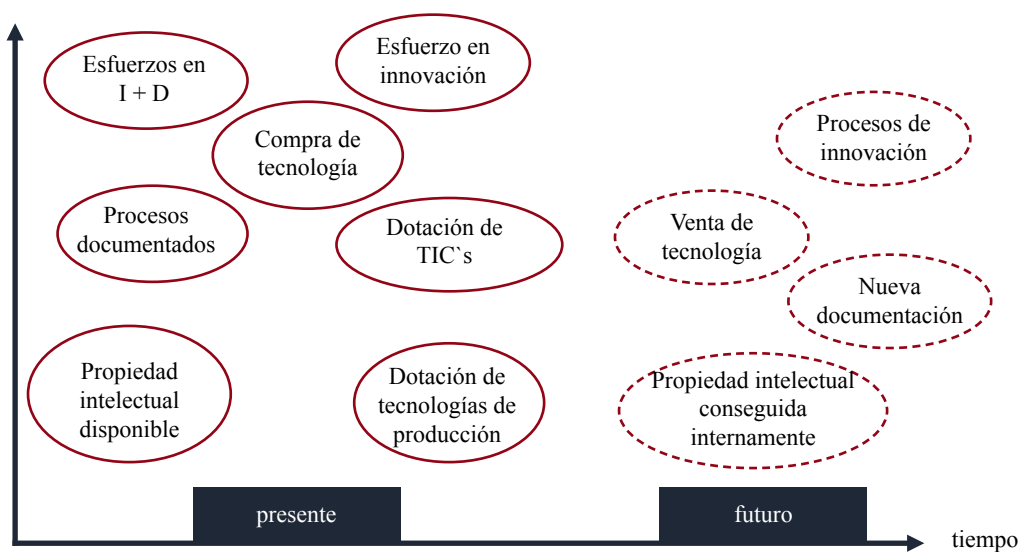 Esfuerzos en
I + D
Esfuerzo en
innovación
Compra de
tecnología
Procesos de
innovación
Procesos
documentados
Dotación de
TIC`s
Venta de
tecnología
Nueva
documentación
Propiedad
intelectual
disponible
Dotación de
tecnologías de
producción
Propiedad intelectual
conseguida
internamente
presente
futuro
tiempo